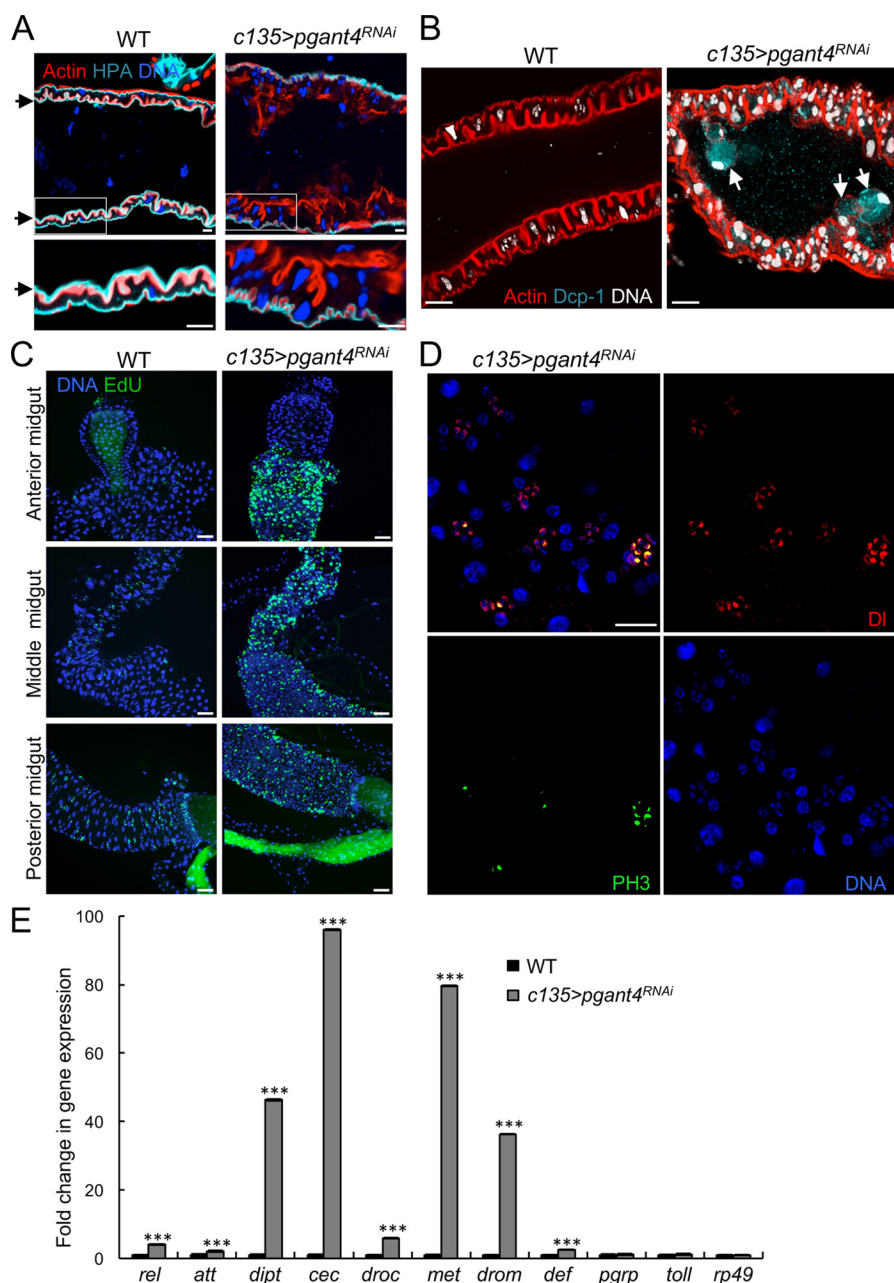 A
WT
c135>pgant4RNAi
Actin HPA DNA
B
WT
c135>pgant4RNAi
Actin Dcp-1 DNA
C
WT
c135>pgant4RNAi
DNA EdU
Anterior midgut
Middle midgut
Posterior midgut
D
c135>pgant4RNAi
Dl
PH3
DNA
E
Fold change in gene expression
100
80
60
40
20
0
WT
c135>pgant4RNAi
***
***
***
***
***
***
***
***
rel att dipt cec droc met drom def pgrp toll rp49